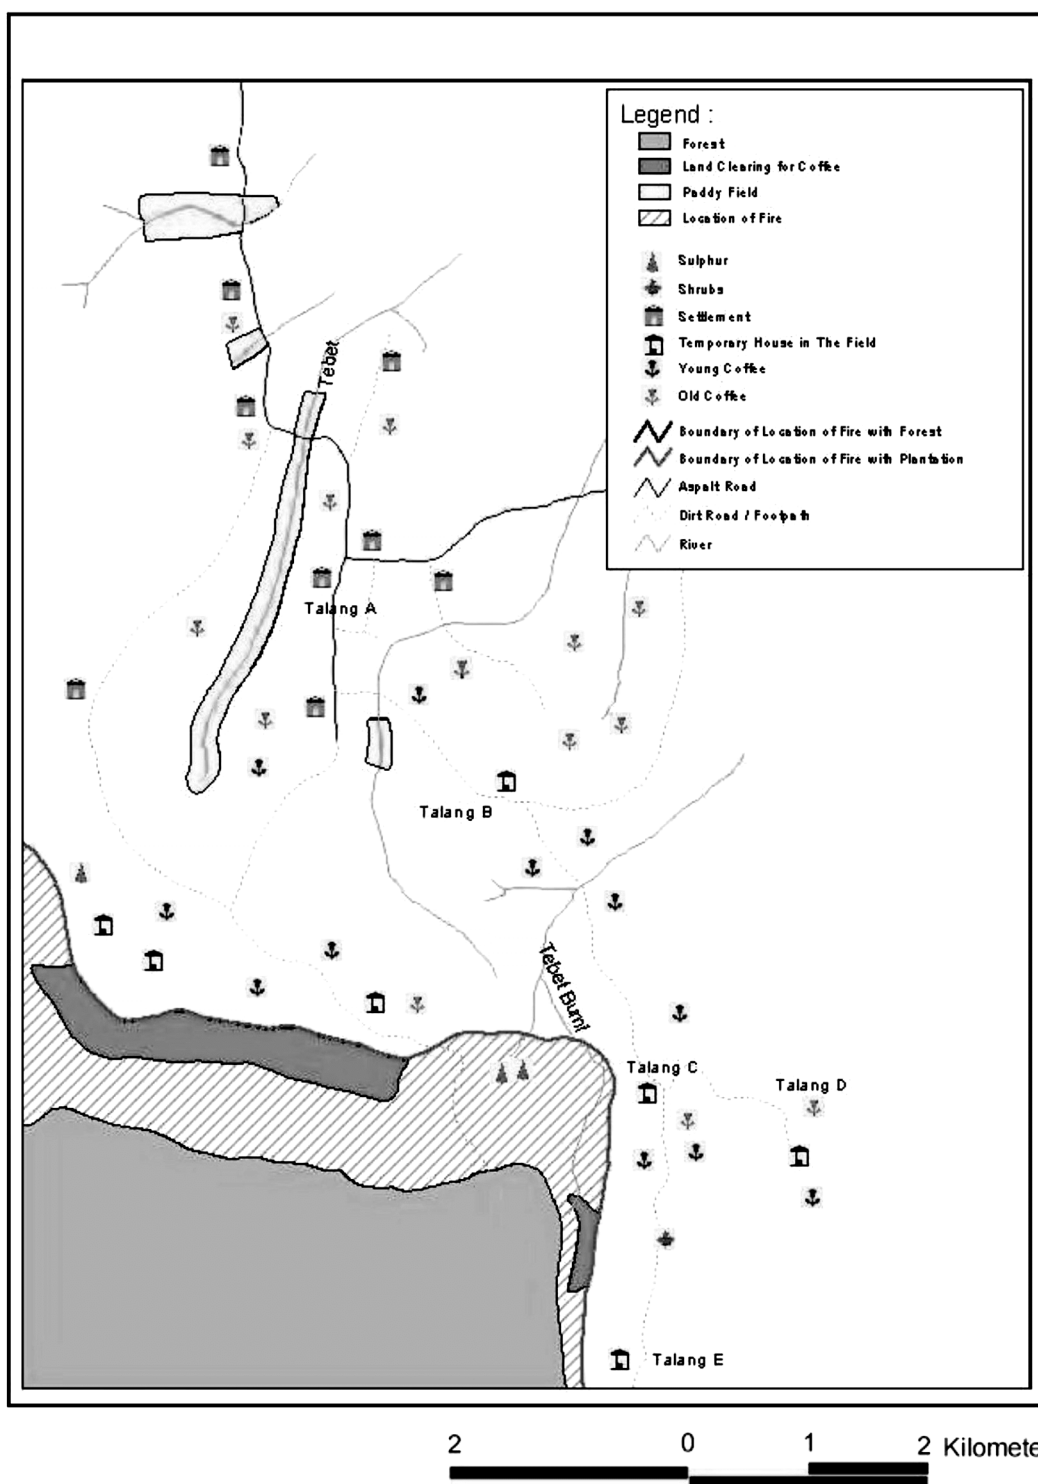 Legend :
Forest
Land Clearing for Coffee
Paddy Field
Location of Fire
Sulphur
Shrubs
Settlement
Temporary House in The Field
Young Coffee
Old Coffee
Boundary of Location of Fire with Forest
Boundary of Location of Fire with Plantation
Aspalt Road
Dirt Road / Footpath
River
Tebet
Talang A
Talang B
Tebet Bumi
Talang C
Talang D
Talang E
2 0 1 2 Kilomete